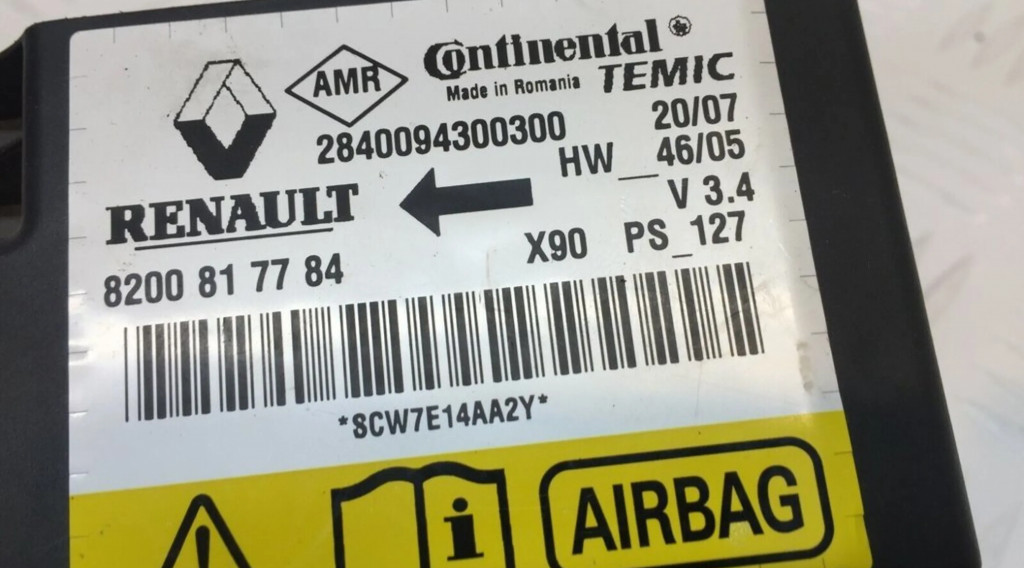 AMR
Continental
Made in Romania TEMIC
2840094300300 20/07
HW__46/05
RENAULT
V 3.4
8200 81 77 84
X90 PS_127
*8CW7E14AA2Y*
! i AIRBAG